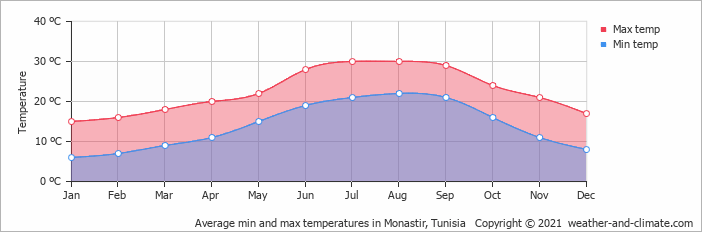 40 ºC
Max temp
Min temp
30 ºC
Temperature
20 ºC
10 ºC
0 ºC
Jan Feb Mar Apr May Jun Jul Aug Sep Oct Nov Dec
Average min and max temperatures in Monastir, Tunisia Copyright © 2021 weather-and-climate.com